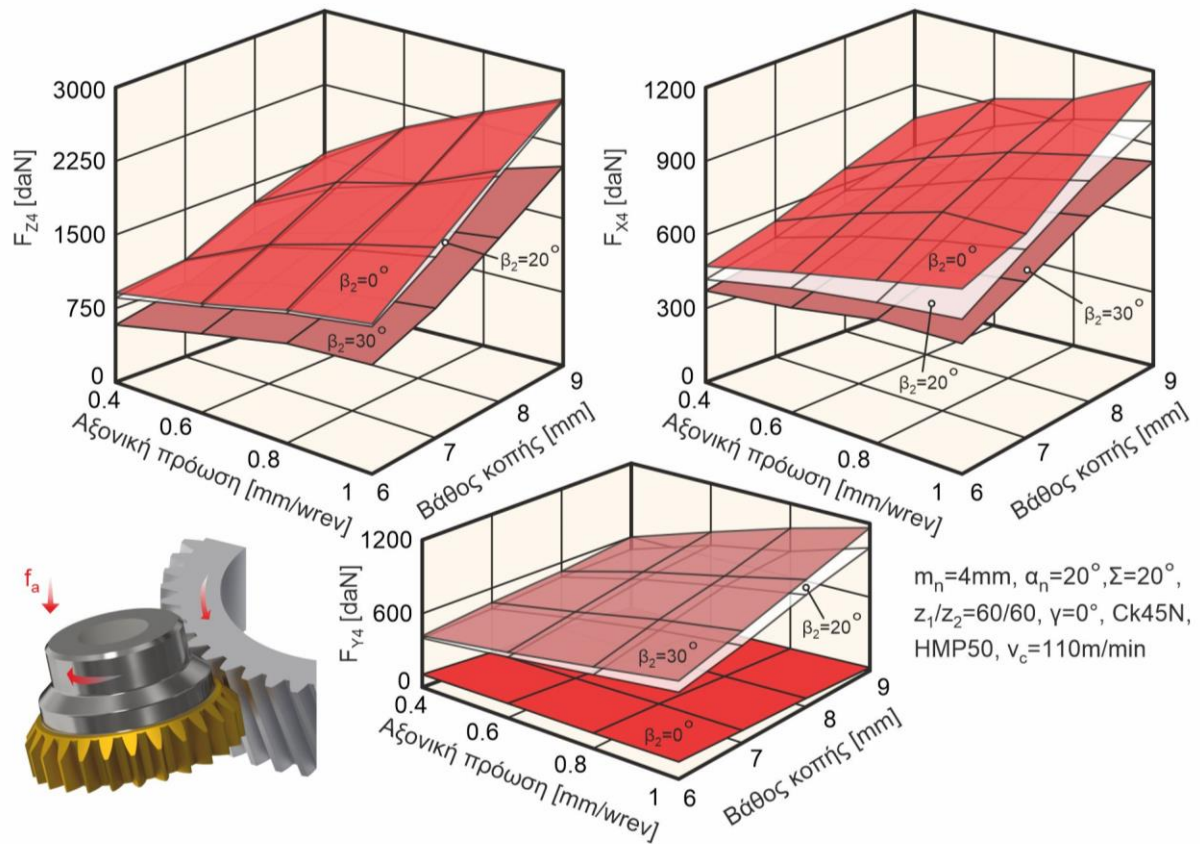 3000
2250
1500
750
0
F_Z4 [daN]
0.4
0.6
0.8
1
Αξονική πρόωση [mm/wrev]
6
7
8
9
Βάθος κοπής [mm]
β₂=0°
β₂=20°
β₂=30°
1200
900
600
300
0
F_X4 [daN]
0.4
0.6
0.8
1
Αξονική πρόωση [mm/wrev]
6
7
8
9
Βάθος κοπής [mm]
β₂=0°
β₂=30°
β₂=20°
1200
600
0
F_Y4 [daN]
0.4
0.6
0.8
1
Αξονική πρόωση [mm/wrev]
6
7
8
9
Βάθος κοπής [mm]
β₂=20°
β₂=30°
β₂=0°
fₐ
mₙ=4mm, αₙ=20°,Σ=20°,
z₁/z₂=60/60, γ=0°, Ck45N,
HMP50, v_c=110m/min